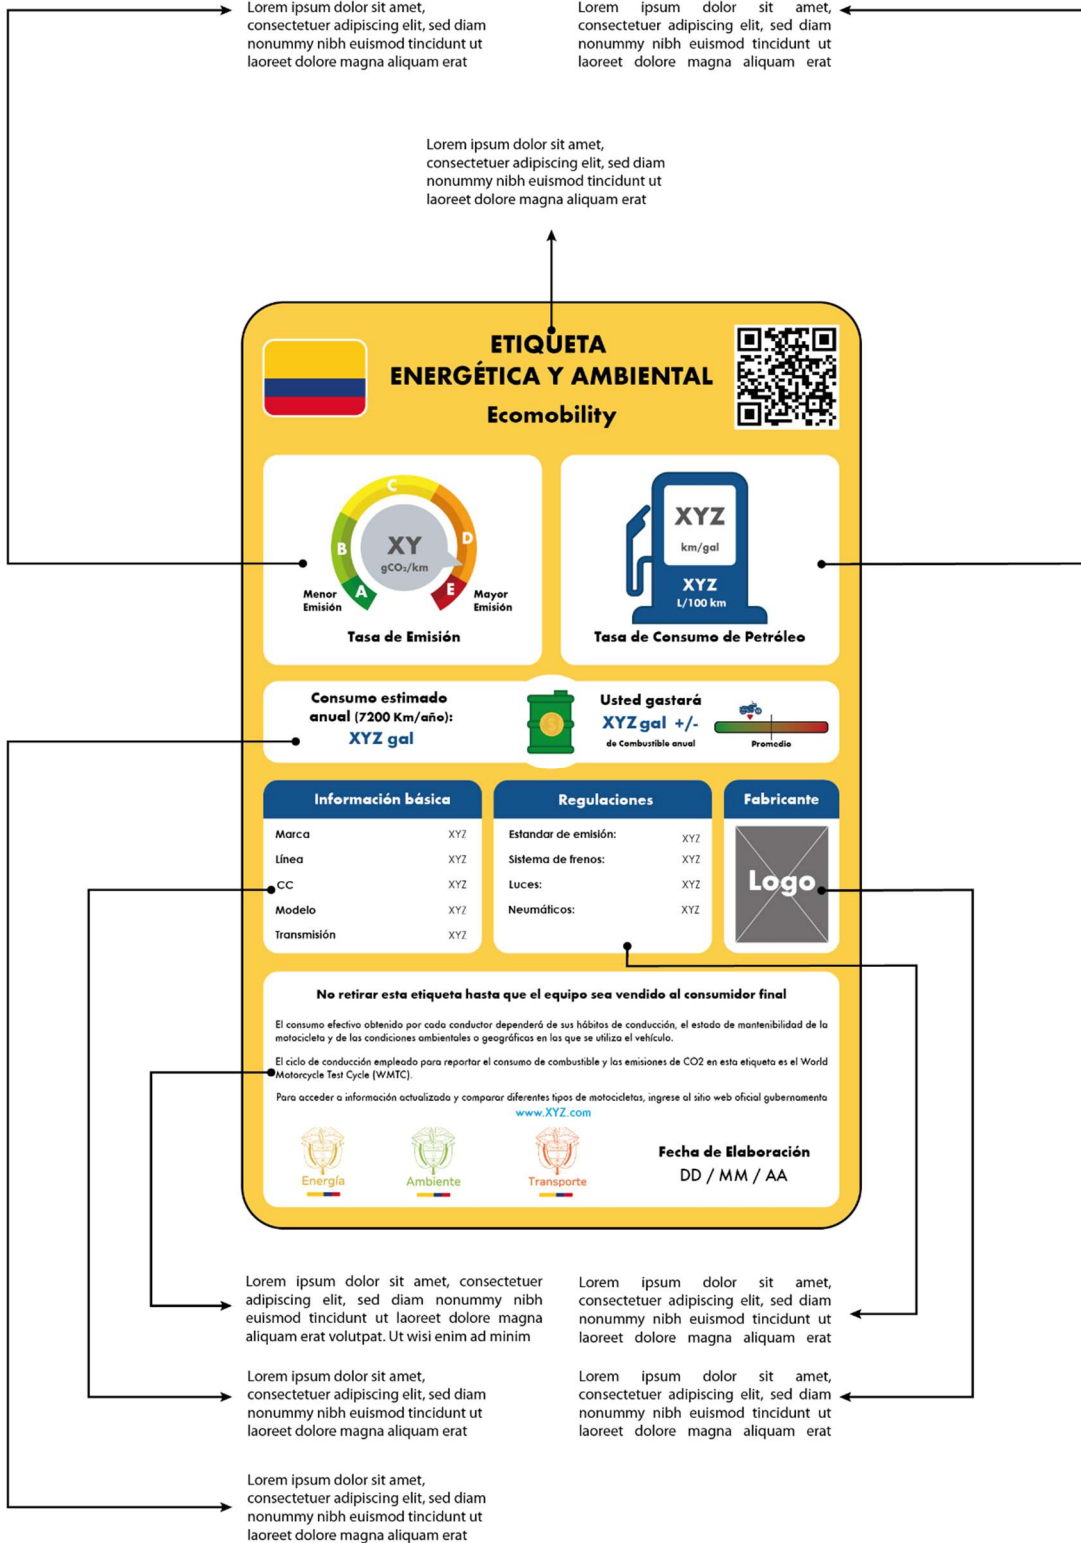 Lorem ipsum dolor sit amet,
consectetuer adipiscing elit, sed diam
nonummy nibh euismod tincidunt ut
laoreet dolore magna aliquam erat
Lorem ipsum dolor sit amet,
consectetuer adipiscing elit, sed diam
nonummy nibh euismod tincidunt ut
laoreet dolore magna aliquam erat
Lorem ipsum dolor sit amet,
consectetuer adipiscing elit, sed diam
nonummy nibh euismod tincidunt ut
laoreet dolore magna aliquam erat
ETIQUETA
ENERGÉTICA Y AMBIENTAL
Ecomobility
A
B
C
D
E
XY
gCO₂/km
Menor
Emisión
Mayor
Emisión
Tasa de Emisión
XYZ
km/gal
XYZ
L/100 km
Tasa de Consumo de Petróleo
Consumo estimado
anual (7200 Km/año):
XYZ gal
$
Usted gastará
XYZ gal +/-
de Combustible anual
Promedio
Información básica
Marca XYZ
Línea XYZ
CC XYZ
Modelo XYZ
Transmisión XYZ
Regulaciones
Estandar de emisión: XYZ
Sistema de frenos: XYZ
Luces: XYZ
Neumáticos: XYZ
Fabricante
Logo
No retirar esta etiqueta hasta que el equipo sea vendido al consumidor final
El consumo efectivo obtenido por cada conductor dependerá de sus hábitos de conducción, el estado de mantenibilidad de la
motocicleta y de las condiciones ambientales o geográficas en las que se utiliza el vehículo.
El ciclo de conducción empleado para reportar el consumo de combustible y las emisiones de CO2 en esta etiqueta es el World
Motorcycle Test Cycle (WMTC).
Para acceder a información actualizada y comparar diferentes tipos de motocicletas, ingrese al sitio web oficial gubernamenta
www.XYZ.com
Energía
Ambiente
Transporte
Fecha de Elaboración
DD / MM / AA
Lorem ipsum dolor sit amet, consectetuer
adipiscing elit, sed diam nonummy nibh
euismod tincidunt ut laoreet dolore magna
aliquam erat volutpat. Ut wisi enim ad minim
Lorem ipsum dolor sit amet,
consectetuer adipiscing elit, sed diam
nonummy nibh euismod tincidunt ut
laoreet dolore magna aliquam erat
Lorem ipsum dolor sit amet,
consectetuer adipiscing elit, sed diam
nonummy nibh euismod tincidunt ut
laoreet dolore magna aliquam erat
Lorem ipsum dolor sit amet,
consectetuer adipiscing elit, sed diam
nonummy nibh euismod tincidunt ut
laoreet dolore magna aliquam erat
Lorem ipsum dolor sit amet,
consectetuer adipiscing elit, sed diam
nonummy nibh euismod tincidunt ut
laoreet dolore magna aliquam erat